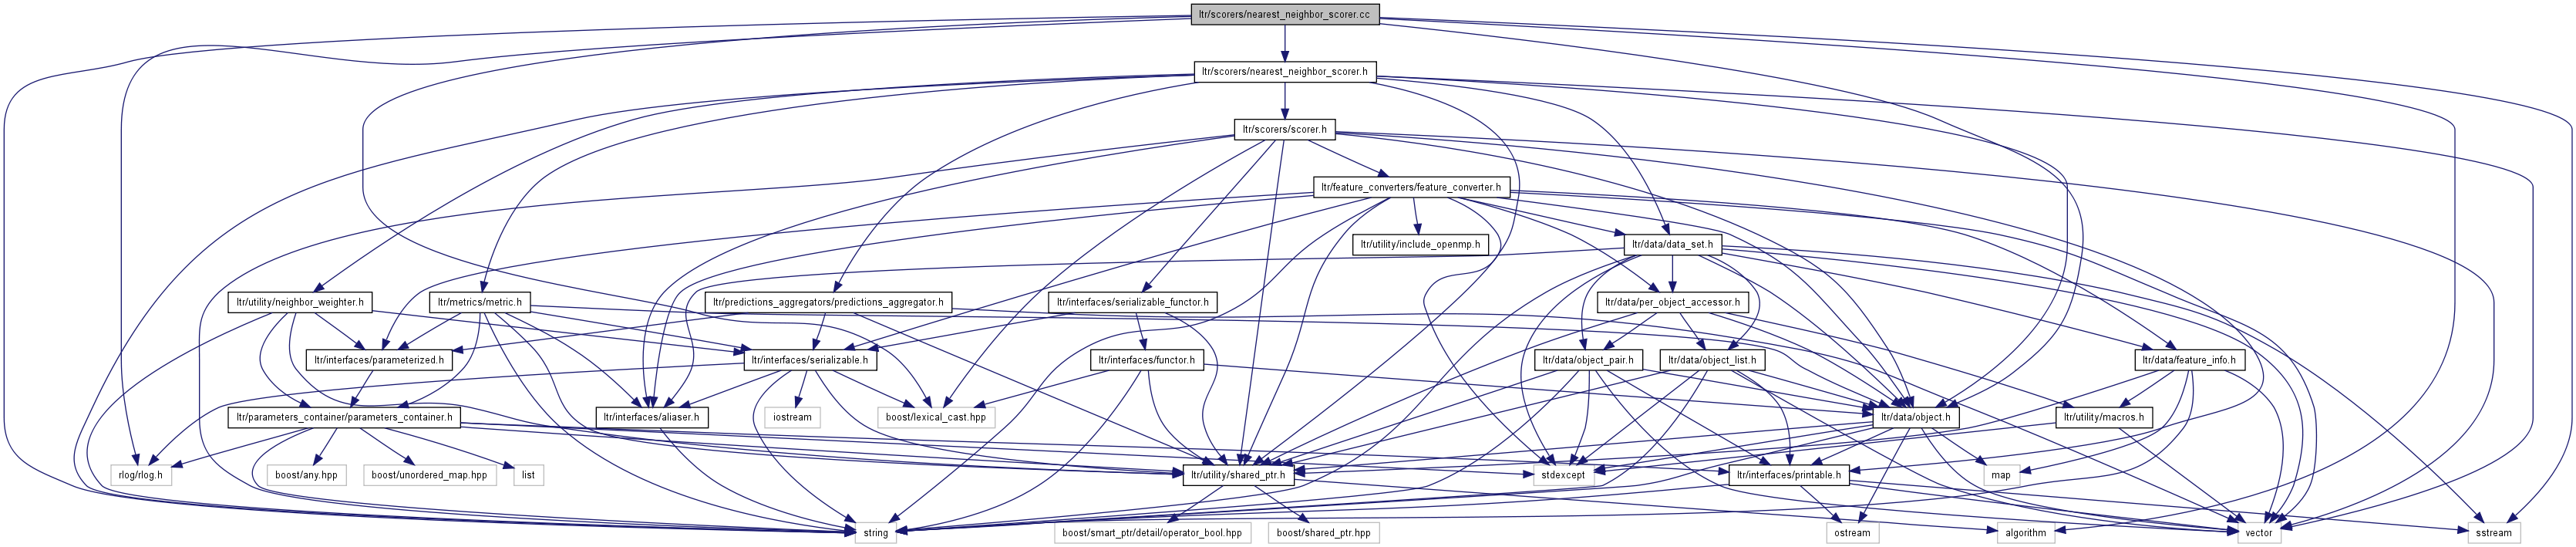 ltr/scorers/nearest_neighbor_scorer.cc
ltr/scorers/nearest_neighbor_scorer.h
ltr/scorers/scorer.h
ltr/feature_converters/feature_converter.h
ltr/utility/include_openmp.h
ltr/data/data_set.h
ltr/utility/neighbor_weighter.h
ltr/metrics/metric.h
ltr/predictions_aggregators/predictions_aggregator.h
ltr/interfaces/serializable_functor.h
ltr/data/per_object_accessor.h
ltr/interfaces/parameterized.h
ltr/interfaces/serializable.h
ltr/interfaces/functor.h
ltr/data/object_pair.h
ltr/data/object_list.h
ltr/data/feature_info.h
ltr/parameters_container/parameters_container.h
ltr/interfaces/aliaser.h
iostream
boost/lexical_cast.hpp
ltr/data/object.h
ltr/utility/macros.h
rlog/rlog.h
boost/any.hpp
boost/unordered_map.hpp
list
ltr/utility/shared_ptr.h
stdexcept
ltr/interfaces/printable.h
map
string
boost/smart_ptr/detail/operator_bool.hpp
boost/shared_ptr.hpp
ostream
algorithm
vector
sstream